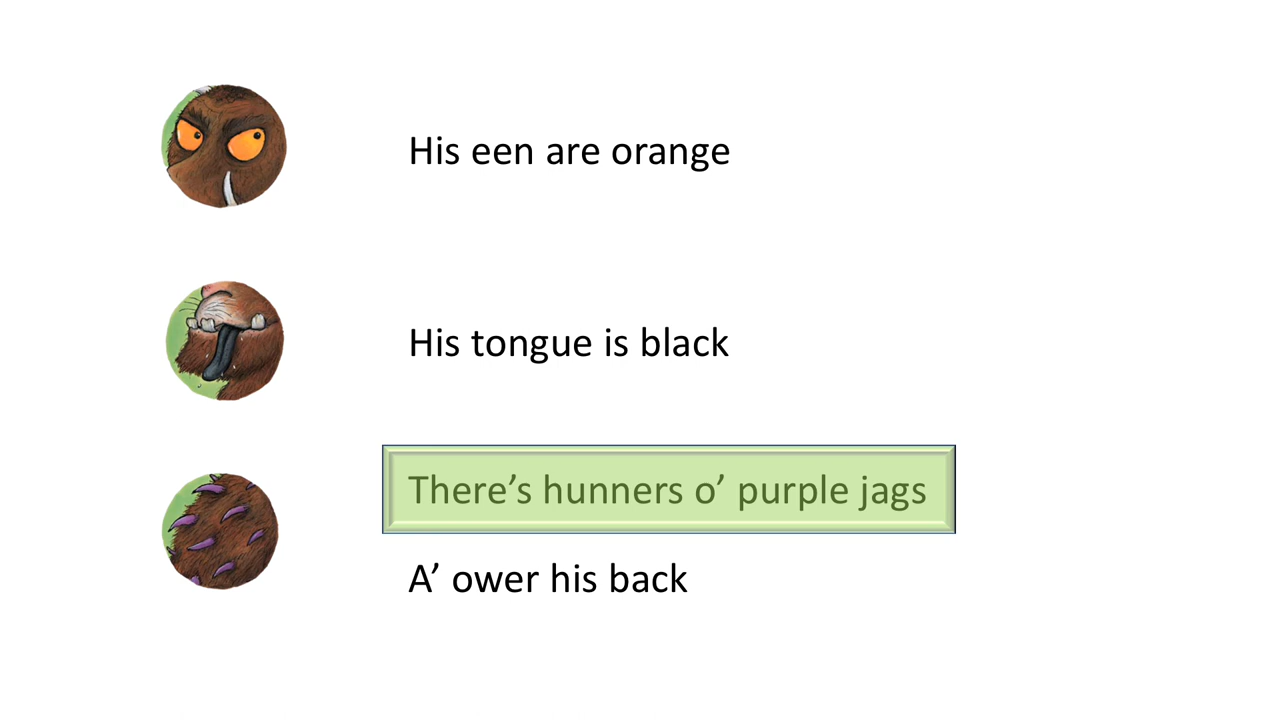 His een are orange
His tongue is black
There’s hunners o’ purple jags
A’ ower his back